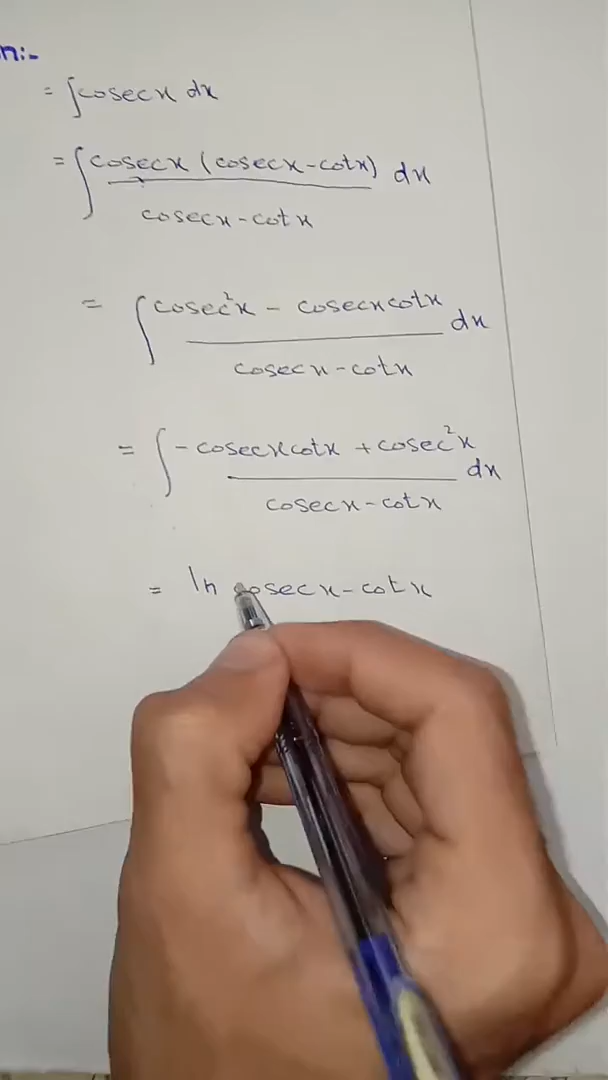 n:-
= ∫cosecx dx
= ∫ cosecx (cosecx-cotx) dx
cosecx-cotx
= ∫ cosec²x - cosecxcotx dx
cosecx-cotx
= ∫ -cosecxcotx +cosec²x dx
cosecx-cotx
= ln cosecx-cotx